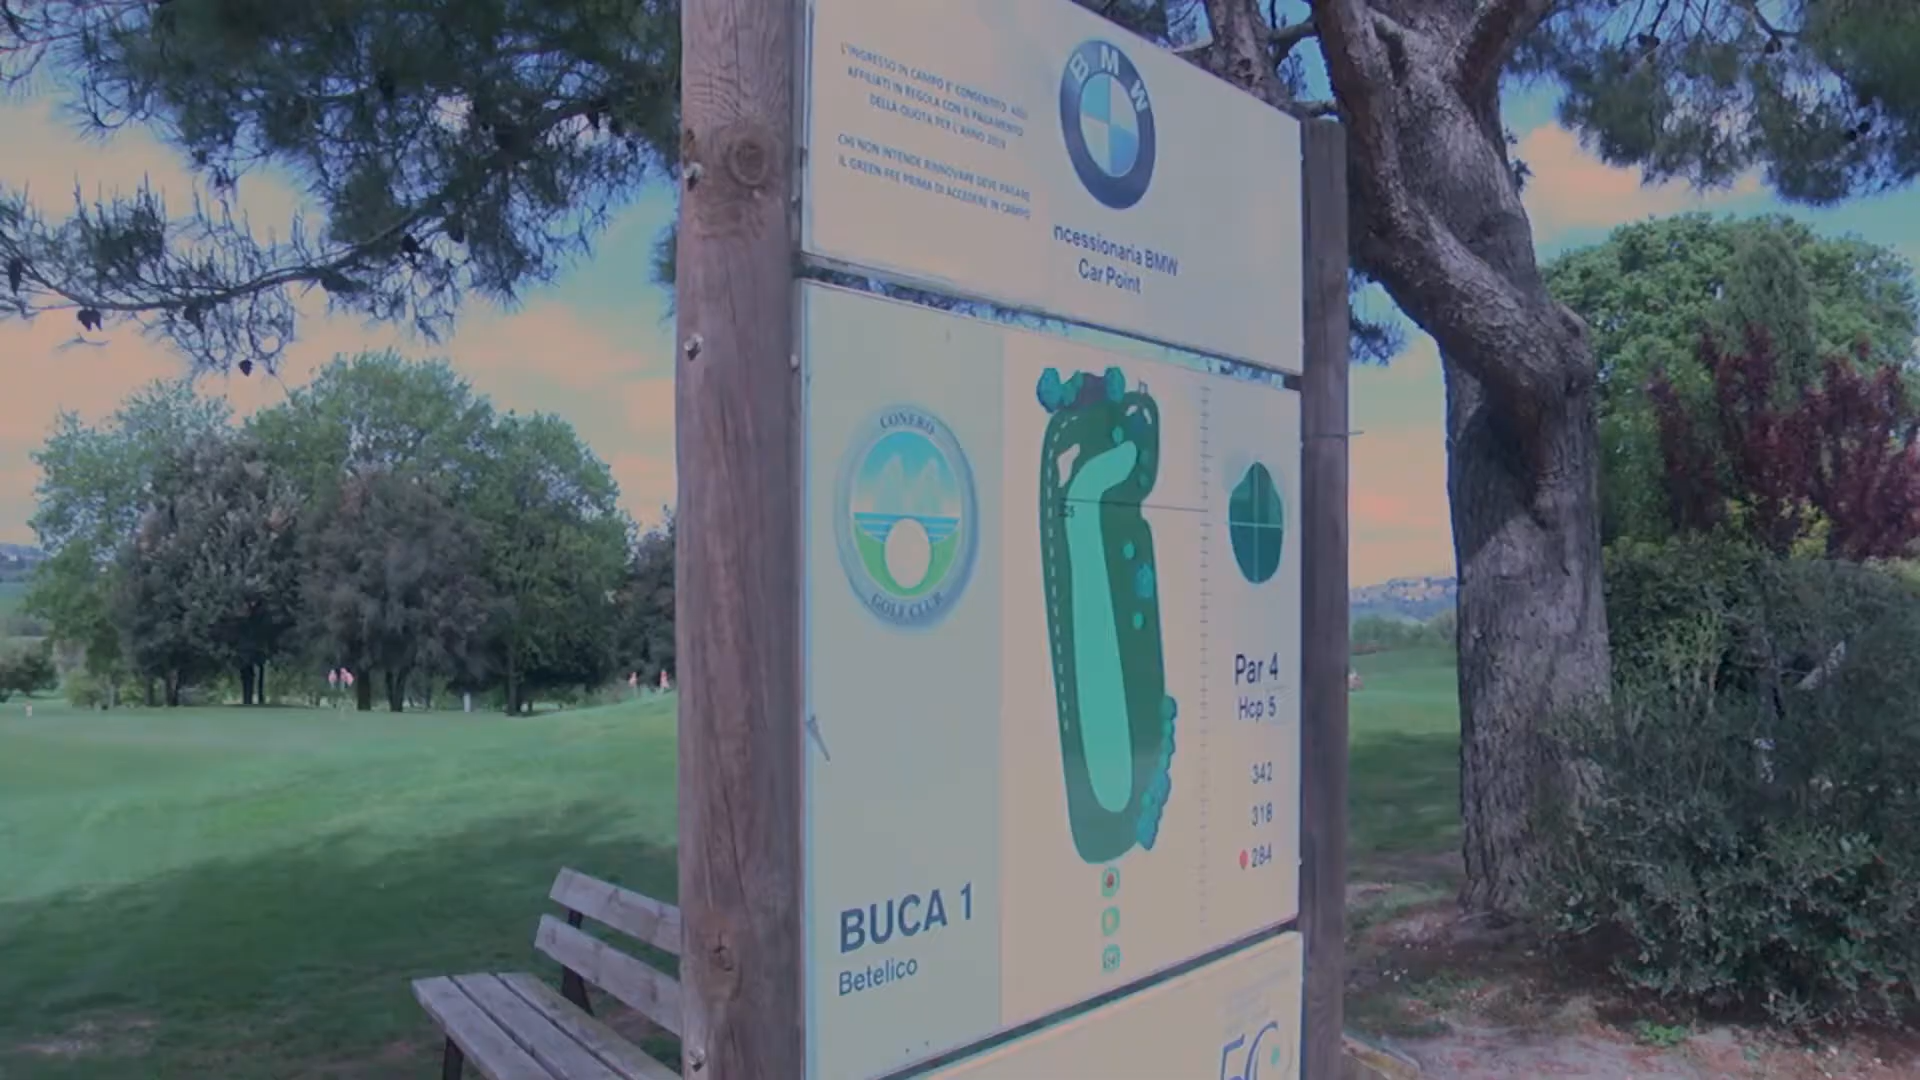 L'INGRESSO IN CAMPO E' CONSENTITO AGLI
AFFILIATI IN REGOLA CON IL PAGAMENTO
DELLA QUOTA PER L'ANNO 2019
CHI NON INTENDE RINNOVARE DEVE PAGARE
IL GREEN FEE PRIMA DI ACCEDERE IN CAMPO
BMW
ncessionaria BMW
Car Point
CONERO
GOLF CLUB
Par 4
Hcp 5
342
318
284
BUCA 1
Betelico